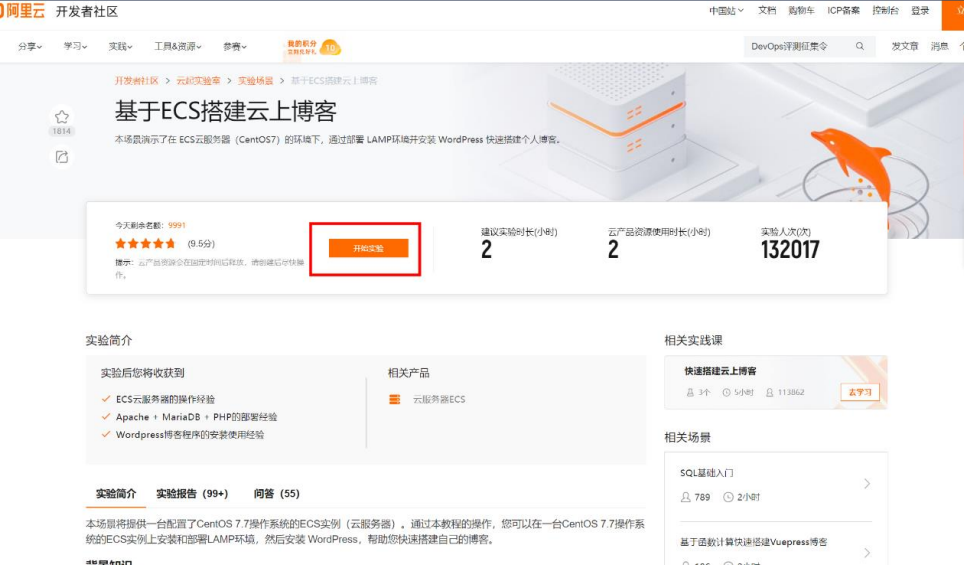 阿里云 开发者社区
中国站 文档 购物车 ICP备案 控制台 登录 立
分享 学习 实践 工具&资源 参赛 我的积分 10
DevOps评测征集令 发文章 消息
开发者社区 > 云起实验室 > 实验场景 > 基于ECS搭建云上博客
基于ECS搭建云上博客
1814
本场景演示了在 ECS云服务器（CentOS7）的环境下，通过部署 LAMP环境并安装 WordPress 快速搭建个人博客。
今天剩余名额：9991
(9.5分)
提示：云产品资源会在固定时间后释放，请创建后尽快操
作。
开始实验
建议实验时长(小时)
2
云产品资源使用时长(小时)
2
实验人次(次)
132017
实验简介
实验后您将收获到
ECS云服务器的操作经验
Apache + MariaDB + PHP的部署经验
Wordpress博客程序的安装使用经验
相关产品
云服务器ECS
实验简介 实验报告（99+） 问答（55）
本场景将提供一台配置了CentOS 7.7操作系统的ECS实例（云服务器）。通过本教程的操作，您可以在一台CentOS 7.7操作系
统的ECS实例上安装和部署LAMP环境，然后安装 WordPress，帮助您快速搭建自己的博客。
背景知识
相关实践课
快速搭建云上博客
3个 5小时 113862 去学习
相关场景
SQL基础入门
789 2小时
基于函数计算快速搭建Vuepress博客